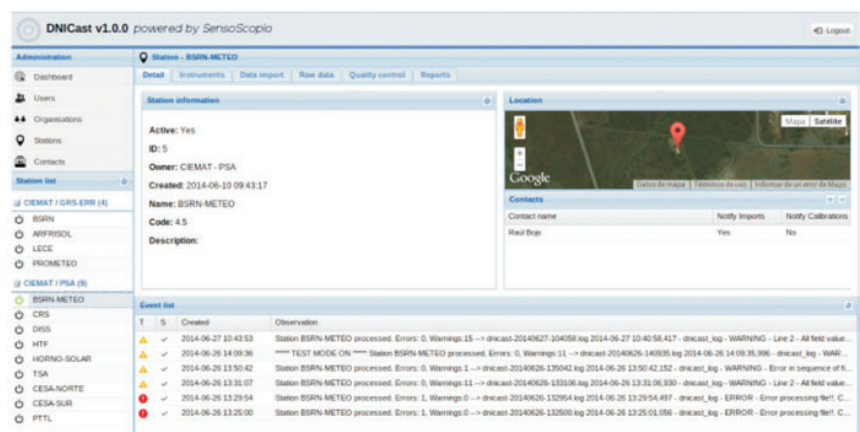 DNICast v1.0.0 powered by SensoScopio
Logout
Administration
Dashboard
Users
Organisations
Stations
Contacts
Station list
CIEMAT / GRS-ERR (4)
BSRN
ARFRISOL
LECE
PROMETEO
CIEMAT / PSA (9)
BSRN-METEO
CRS
DISS
HTF
HORNO-SOLAR
TSA
CESA-NORTE
CESA-SUR
PTTL
Station - BSRN-METEO
Detail Instruments Data import Raw data Quality control Reports
Station information
Active: Yes
ID: 5
Owner: CIEMAT - PSA
Created: 2014-06-10 09:43:17
Name: BSRN-METEO
Code: 4.5
Description:
Location
Mapa Satélite
Google
Datos de mapa Términos de uso Informar de un error de Maps
Contacts
Contact name Notify Imports Notify Calibrations
Raúl Bojo Yes No
Event list
T S Created Observation
2014-06-27 10:43:53 Station BSRN-METEO processed. Errors: 0, Warnings:15 --> dnicast-20140627-104058.log 2014-06-27 10:40:58,417 - dnicast_log - WARNING - Line 2 - All field value...
2014-06-26 14:09:36 **** TEST MODE ON **** Station BSRN-METEO processed. Errors: 0, Warnings:11 --> dnicast-20140626-140935.log 2014-06-26 14:09:35,996 - dnicast_log - WAR...
2014-06-26 13:50:42 Station BSRN-METEO processed. Errors: 0, Warnings:1 --> dnicast-20140626-135042.log 2014-06-26 13:50:42,152 - dnicast_log - WARNING - Error in sequence of fi...
2014-06-26 13:31:07 Station BSRN-METEO processed. Errors: 0, Warnings:11 --> dnicast-20140626-133106.log 2014-06-26 13:31:06,930 - dnicast_log - WARNING - Line 2 - All field value...
2014-06-26 13:29:54 Station BSRN-METEO processed. Errors: 1, Warnings:0 --> dnicast-20140626-132954.log 2014-06-26 13:29:54,497 - dnicast_log - ERROR - Error processing file!!. C...
2014-06-26 13:25:00 Station BSRN-METEO processed. Errors: 1, Warnings:0 --> dnicast-20140626-132500.log 2014-06-26 13:25:01,056 - dnicast_log - ERROR - Error processing file!!. C...